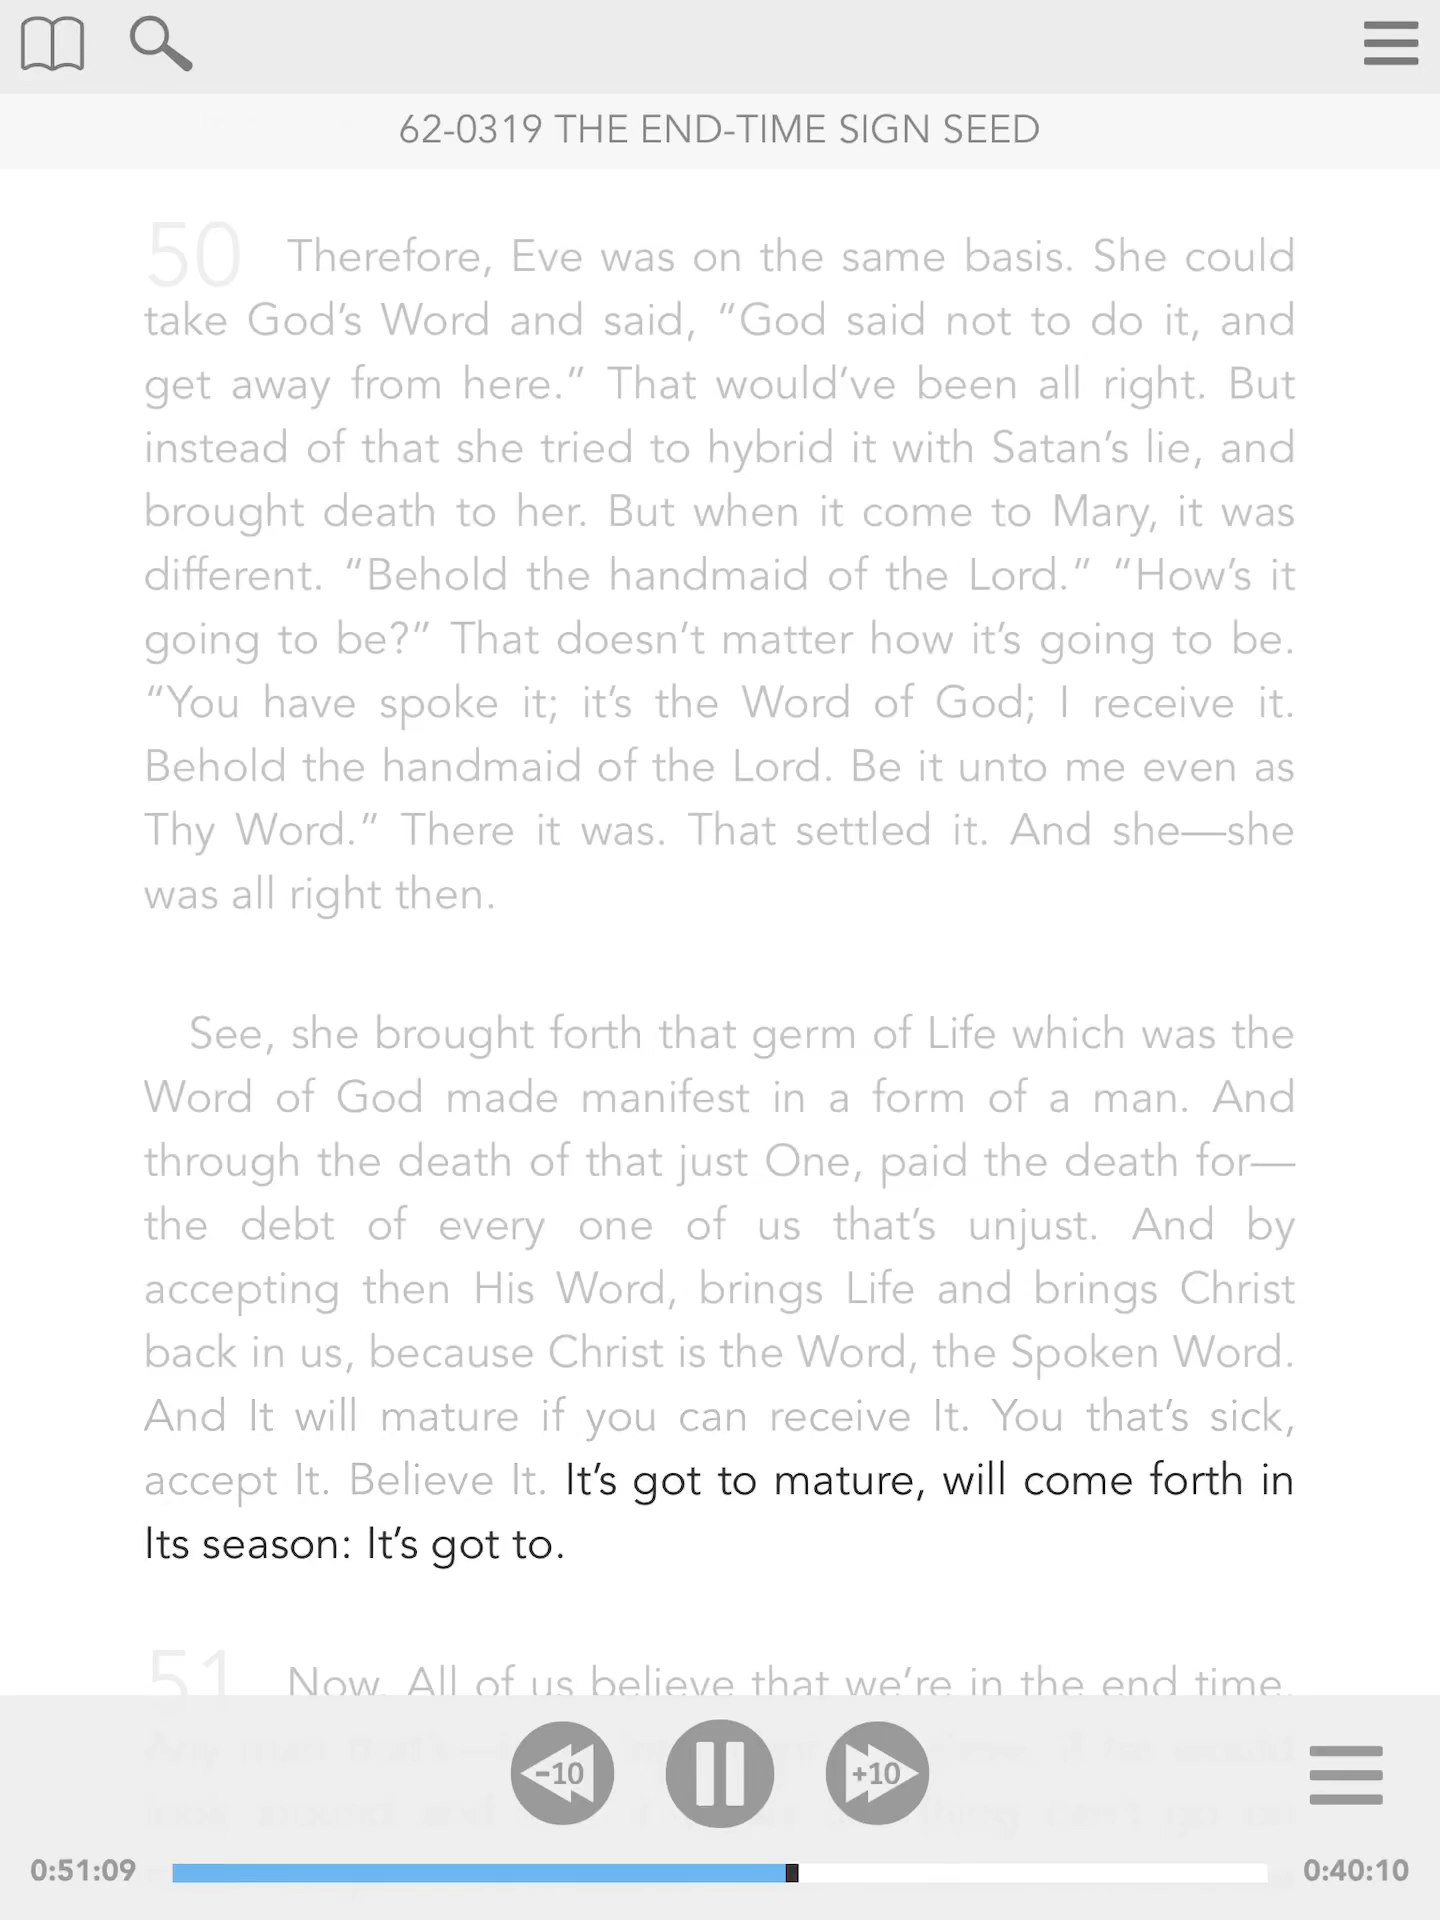 62-0319 THE END-TIME SIGN SEED
50 Therefore, Eve was on the same basis. She could
take God’s Word and said, “God said not to do it, and
get away from here.” That would’ve been all right. But
instead of that she tried to hybrid it with Satan’s lie, and
brought death to her. But when it come to Mary, it was
different. “Behold the handmaid of the Lord.” “How’s it
going to be?” That doesn’t matter how it’s going to be.
“You have spoke it; it’s the Word of God; I receive it.
Behold the handmaid of the Lord. Be it unto me even as
Thy Word.” There it was. That settled it. And she—she
was all right then.
See, she brought forth that germ of Life which was the
Word of God made manifest in a form of a man. And
through the death of that just One, paid the death for—
the debt of every one of us that’s unjust. And by
accepting then His Word, brings Life and brings Christ
back in us, because Christ is the Word, the Spoken Word.
And It will mature if you can receive It. You that’s sick,
accept It. Believe It. It’s got to mature, will come forth in
Its season: It’s got to.
51 Now. All of us believe that we’re in the end time.
-10 +10
0:51:09 0:40:10